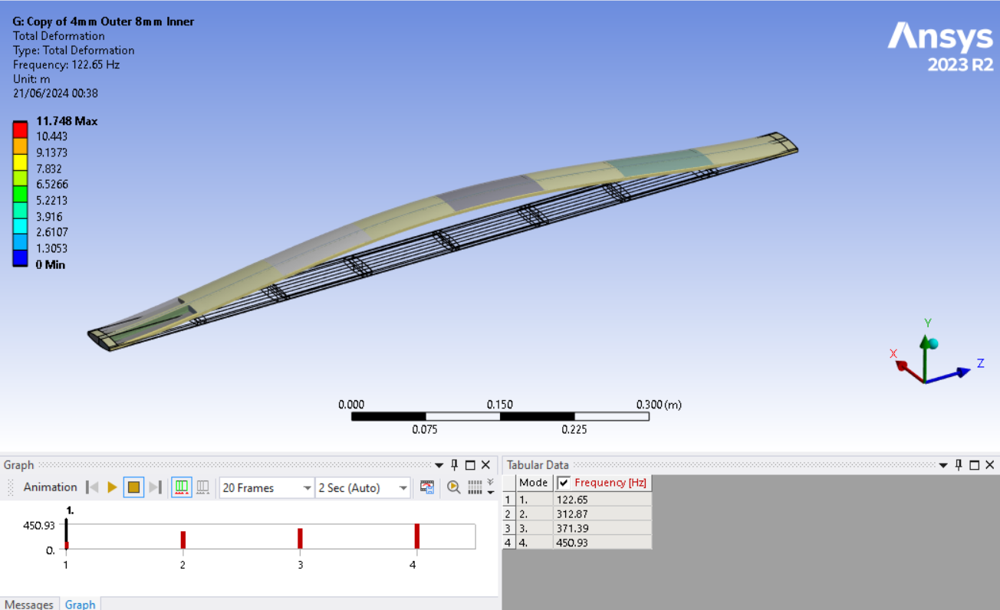 G: Copy of 4mm Outer 8mm Inner
Total Deformation
Type: Total Deformation
Frequency: 122.65 Hz
Unit: m
21/06/2024 00:38
Ansys
2023 R2
11.748 Max
10.443
9.1373
7.832
6.5266
5.2213
3.916
2.6107
1.3053
0 Min
Y
X
Z
0.000 0.150 0.300 (m)
0.075 0.225
Graph
Animation 20 Frames 2 Sec (Auto)
1.
450.93
0.
1 2 3 4
Messages Graph
Tabular Data
Mode Frequency [Hz]
1 1. 122.65
2 2. 312.87
3 3. 371.39
4 4. 450.93